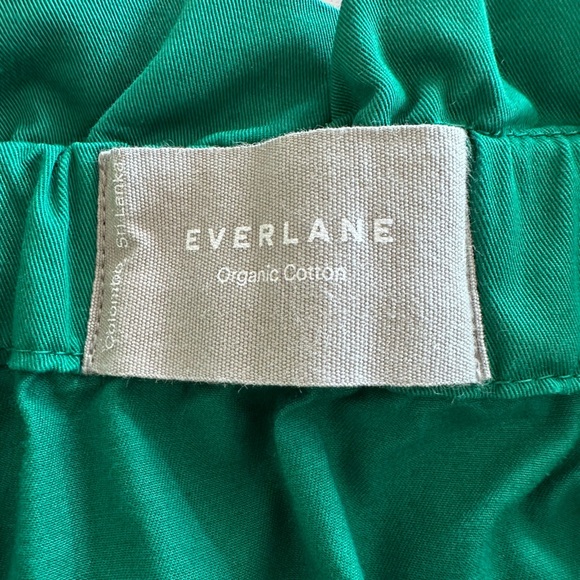 EVERLANE
Organic Cotton
Colombo, Sri Lanka